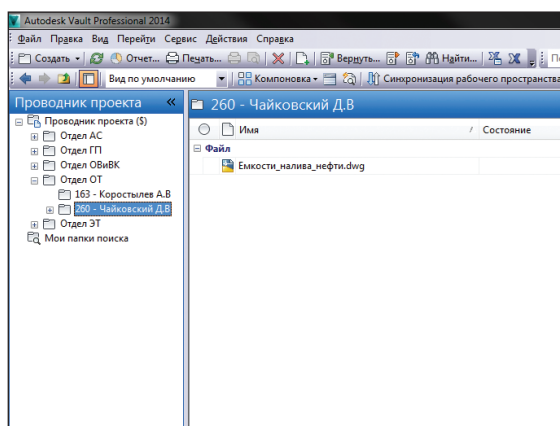 Autodesk Vault Professional 2014
Файл Правка Вид Перейти Сервис Действия Справка
Создать Отчет... Печать... Вернуть... Найти...
Вид по умолчанию Компоновка Синхронизация рабочего пространства
Проводник проекта «
260 - Чайковский Д.В
Проводник проекта ($)
Отдел АС
Отдел ГП
Отдел ОВиВК
Отдел ОТ
163 - Коростылев А.В
260 - Чайковский Д.В
Отдел ЭТ
Мои папки поиска
Имя / Состояние
Файл
Емкости_налива_нефти.dwg